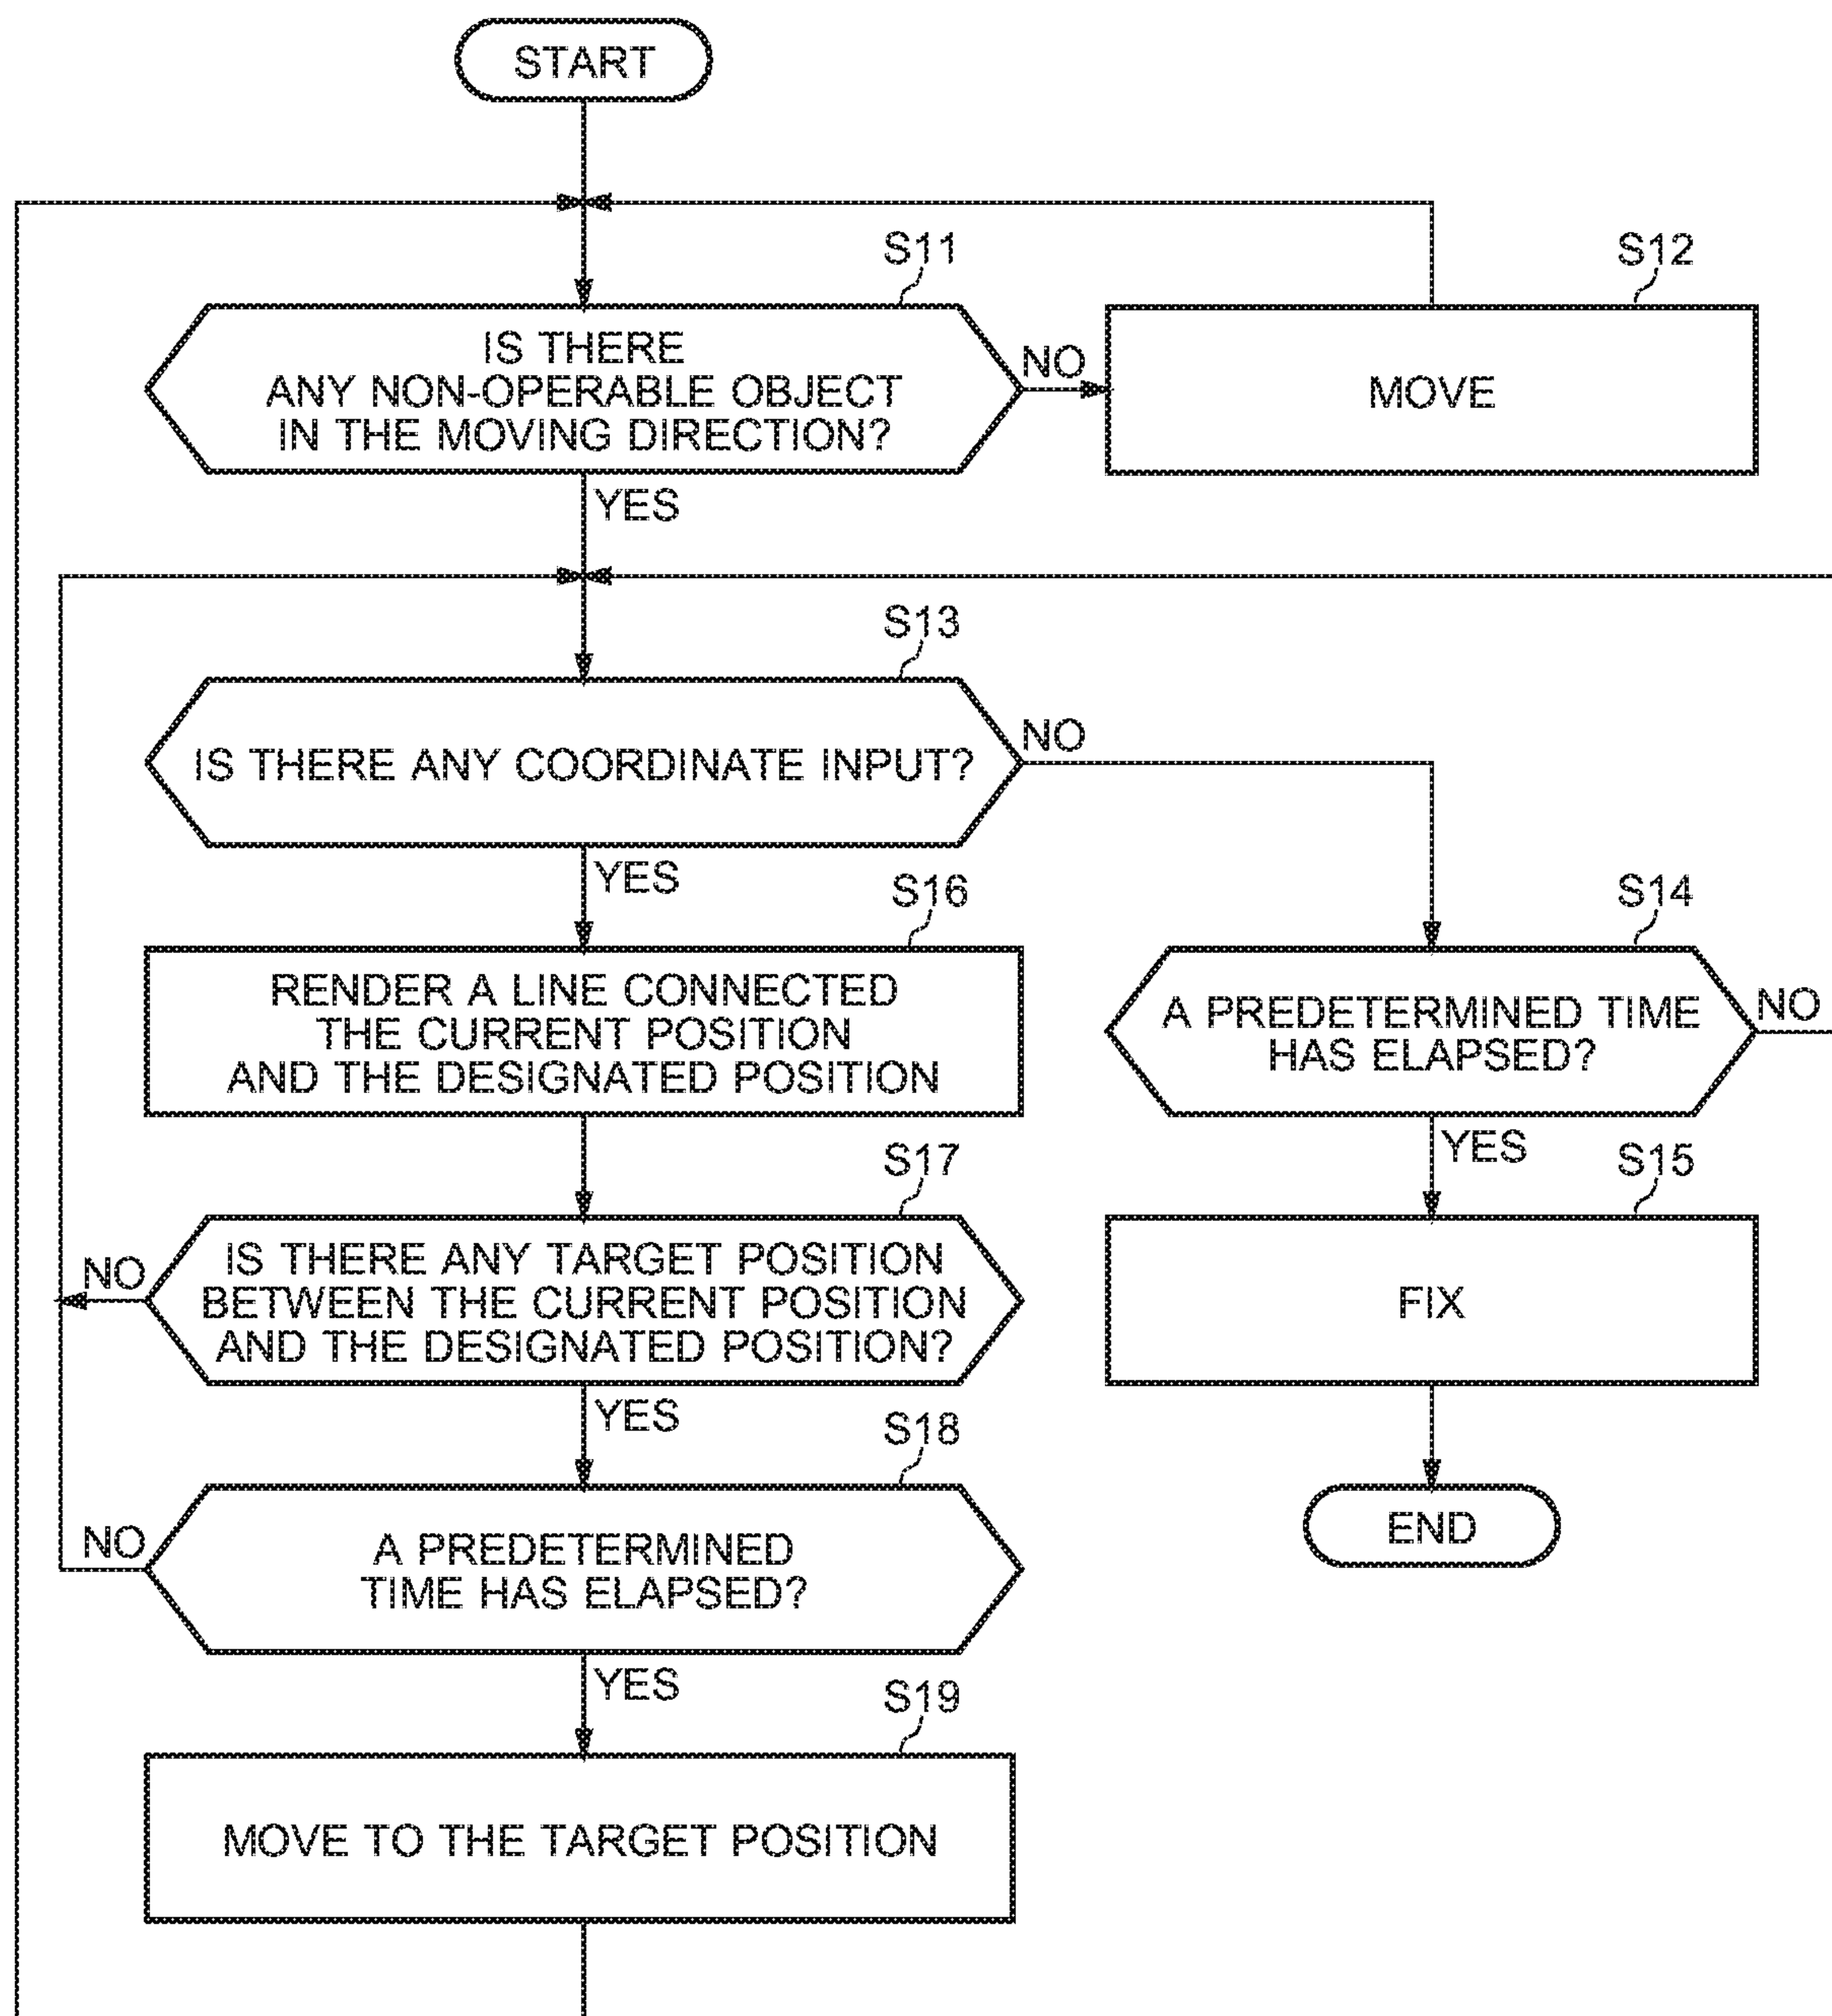 START
S11
IS THERE
ANY NON-OPERABLE OBJECT
IN THE MOVING DIRECTION?
NO
S12
MOVE
YES
S13
IS THERE ANY COORDINATE INPUT?
NO
YES
S16
RENDER A LINE CONNECTED
THE CURRENT POSITION
AND THE DESIGNATED POSITION
S14
A PREDETERMINED TIME
HAS ELAPSED?
NO
YES
S17
IS THERE ANY TARGET POSITION
BETWEEN THE CURRENT POSITION
AND THE DESIGNATED POSITION?
NO
YES
S15
FIX
S18
A PREDETERMINED
TIME HAS ELAPSED?
NO
YES
END
S19
MOVE TO THE TARGET POSITION